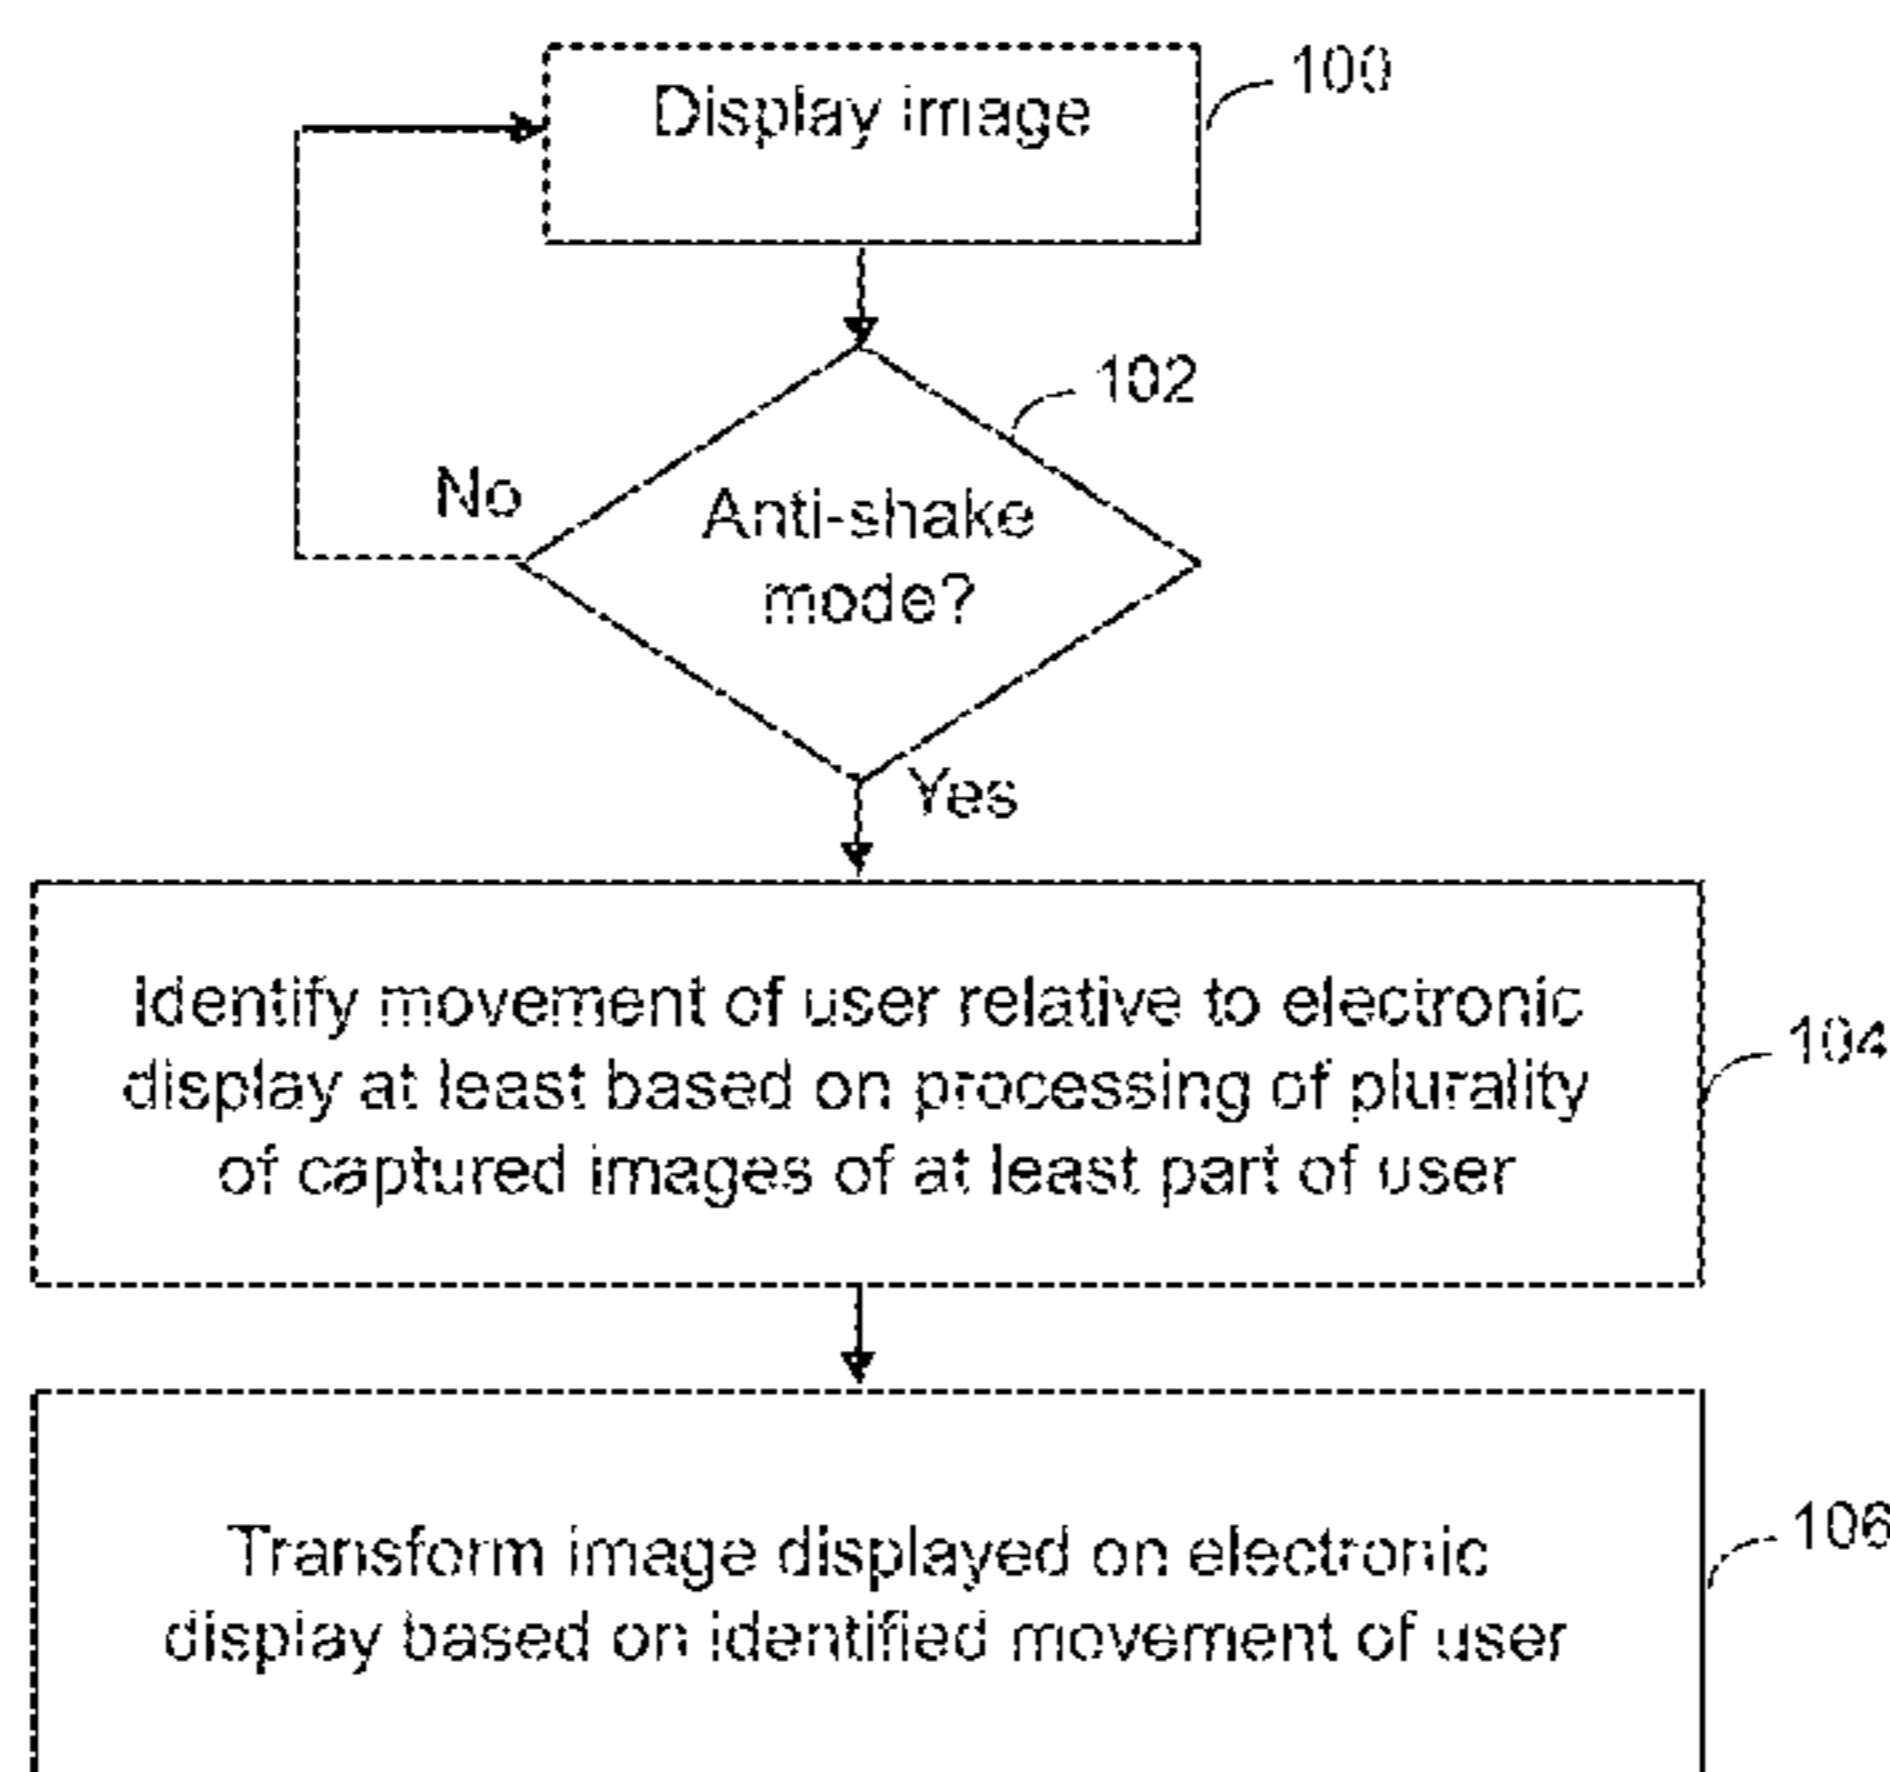 Display image
100
102
No
Anti-shake
mode?
Yes
Identify movement of user relative to electronic
display at least based on processing of plurality
of captured images of at least part of user
104
Transform image displayed on electronic
display based on identified movement of user
106